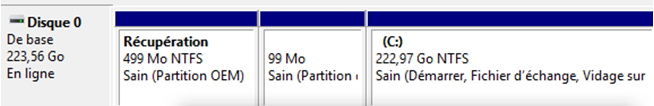 Disque 0
De base
223,56 Go
En ligne
Récupération
499 Mo NTFS
Sain (Partition OEM)
99 Mo
Sain (Partition
(C:)
222,97 Go NTFS
Sain (Démarrer, Fichier d'échange, Vidage sur